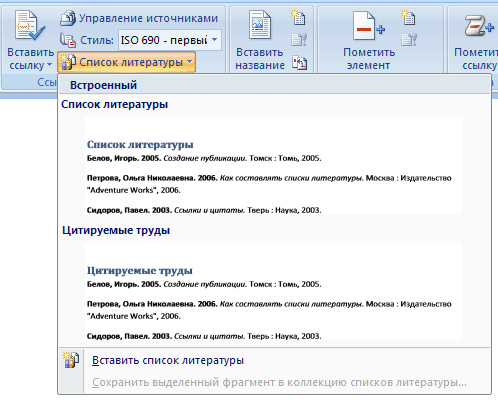 Вставить ссылку
Управление источниками
Стиль: ISO 690 - первый
Список литературы
Вставить название
Пометить элемент
Пометить ссылку
Ссы
Встроенный
Список литературы
Список литературы
Белов, Игорь. 2005. Создание публикации. Томск : Томь, 2005.
Петрова, Ольга Николаевна. 2006. Как составлять списки литературы. Москва : Издательство
"Adventure Works", 2006.
Сидоров, Павел. 2003. Ссылки и цитаты. Тверь : Наука, 2003.
Цитируемые труды
Цитируемые труды
Белов, Игорь. 2005. Создание публикации. Томск : Томь, 2005.
Петрова, Ольга Николаевна. 2006. Как составлять списки литературы. Москва : Издательство
"Adventure Works", 2006.
Сидоров, Павел. 2003. Ссылки и цитаты. Тверь : Наука, 2003.
Вставить список литературы
Сохранить выделенный фрагмент в коллекцию списков литературы...